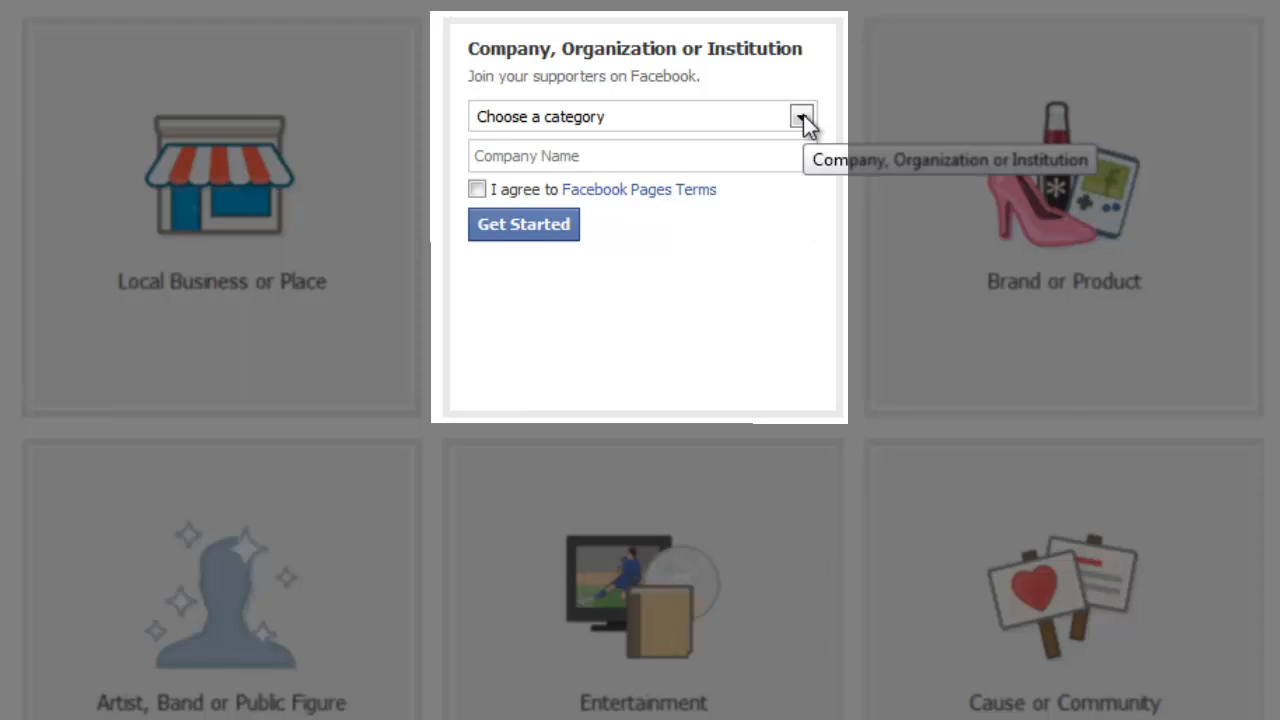 Company, Organization or Institution
Join your supporters on Facebook.
Choose a category
Company Name
Company, Organization or Institution
I agree to Facebook Pages Terms
Get Started
Local Business or Place
Brand or Product
Artist, Band or Public Figure
Entertainment
Cause or Community